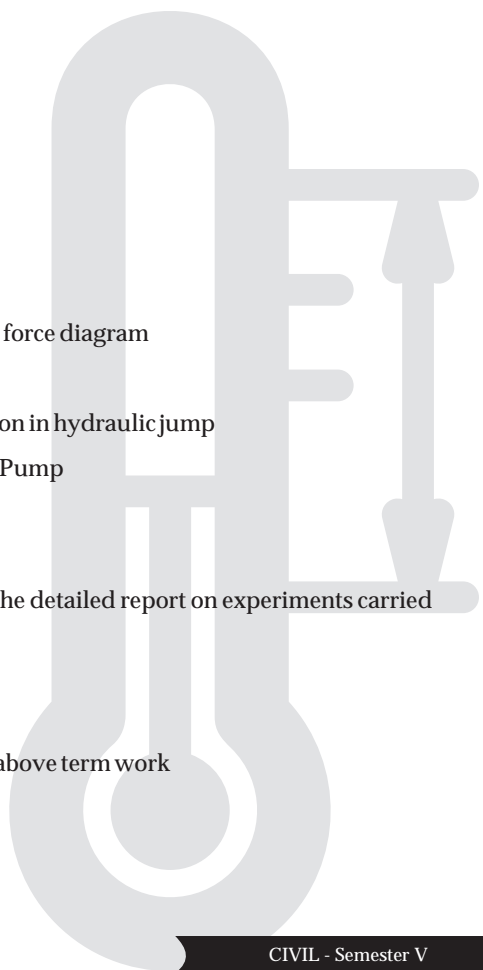 force diagram
on in hydraulic jump
Pump
he detailed report on experiments carried
above term work
CIVIL - Semester V